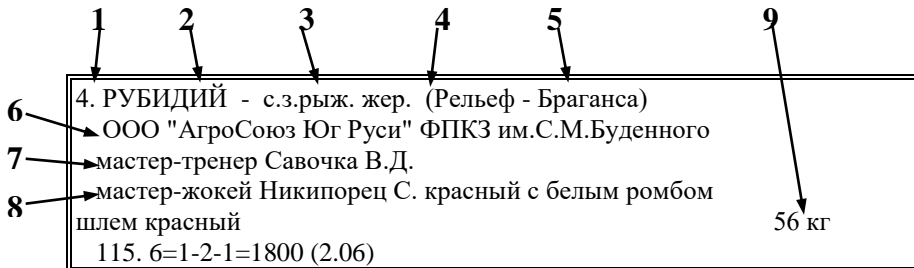 1 2 3 4 5 9
4. РУБИДИЙ - с.з.рыж. жер. (Рельеф - Браганса)
6 ООО "АгроСоюз Юг Руси" ФПКЗ им.С.М.Буденного
7 мастер-тренер Савочка В.Д.
8 мастер-жокей Никипорец С. красный с белым ромбом
шлем красный 56 кг
115. 6=1-2-1=1800 (2.06)